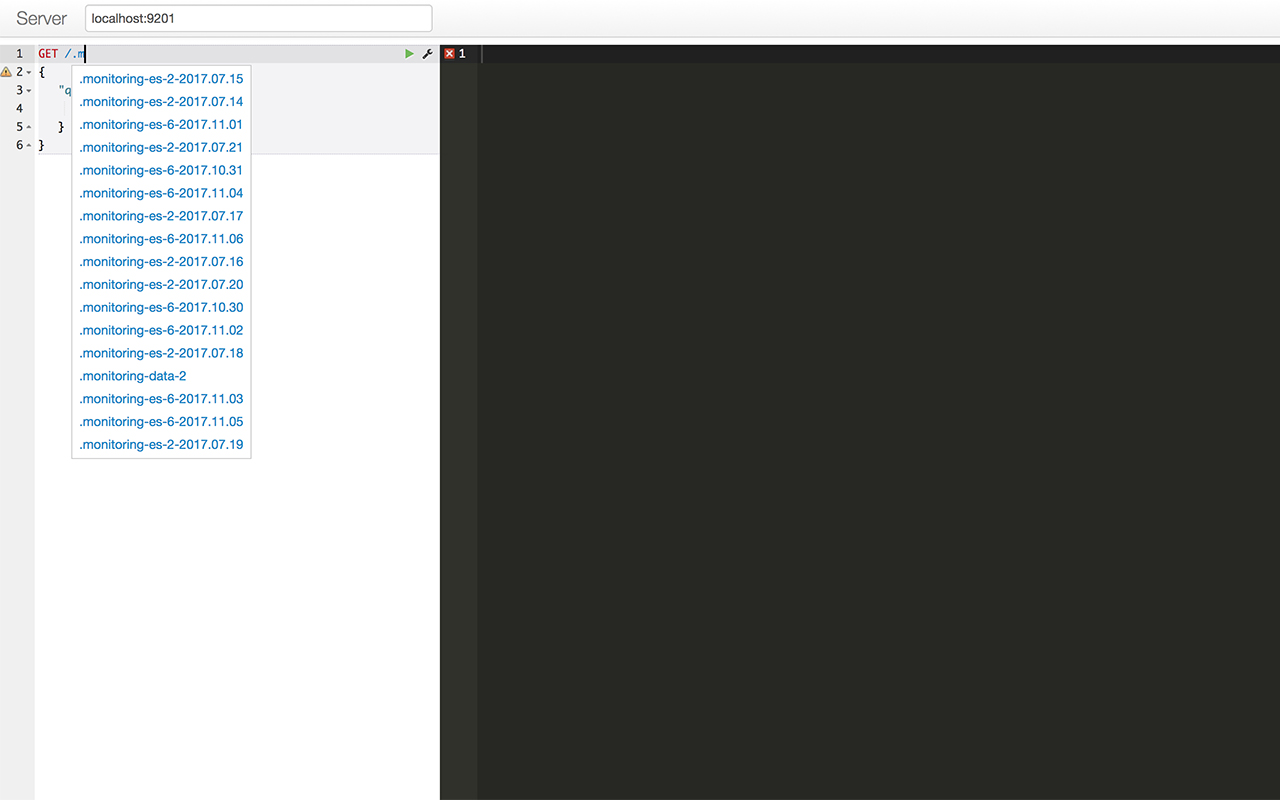 Server localhost:9201
1 GET /.m
2 {
3 "q
4
5 }
6 }
.monitoring-es-2-2017.07.15
.monitoring-es-2-2017.07.14
.monitoring-es-6-2017.11.01
.monitoring-es-2-2017.07.21
.monitoring-es-6-2017.10.31
.monitoring-es-6-2017.11.04
.monitoring-es-2-2017.07.17
.monitoring-es-6-2017.11.06
.monitoring-es-2-2017.07.16
.monitoring-es-2-2017.07.20
.monitoring-es-6-2017.10.30
.monitoring-es-6-2017.11.02
.monitoring-es-2-2017.07.18
.monitoring-data-2
.monitoring-es-6-2017.11.03
.monitoring-es-6-2017.11.05
.monitoring-es-2-2017.07.19
1